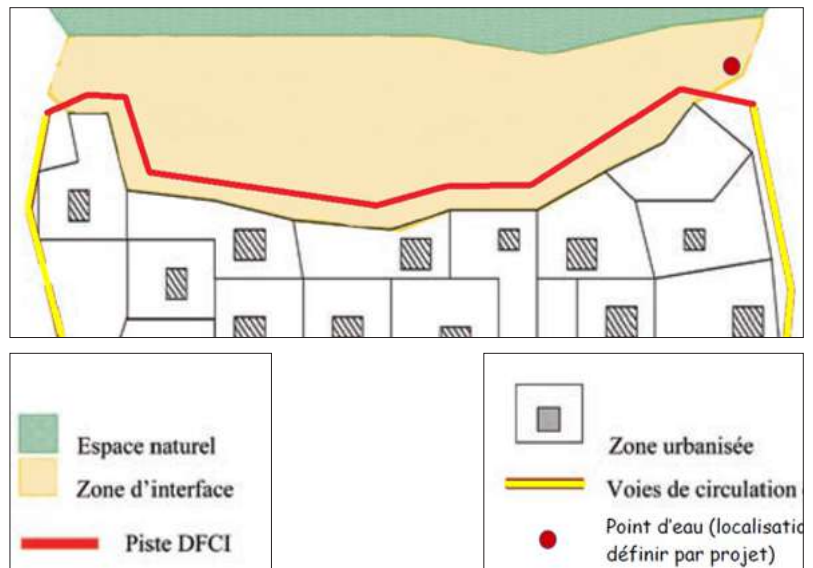 Espace naturel
Zone d'interface
Piste DFCI
Zone urbanisée
Voies de circulation
Point d'eau (localisatio
définir par projet)